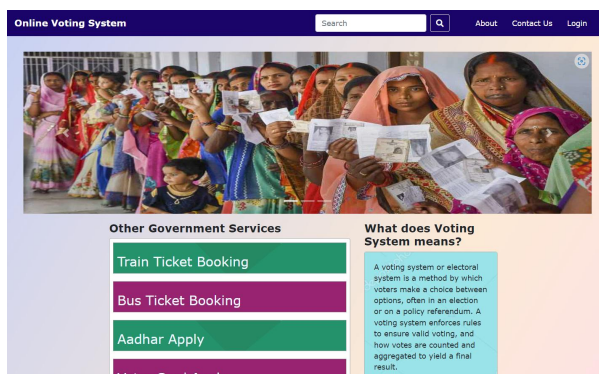 Online Voting System
Search
About
Contact Us
Login
Other Government Services
Train Ticket Booking
Bus Ticket Booking
Aadhar Apply
What does Voting
System means?
A voting system or electoral
system is a method by which
voters make a choice between
options, often in an election
or on a policy referendum. A
voting system enforces rules
to ensure valid voting, and
how votes are counted and
aggregated to yield a final
result.